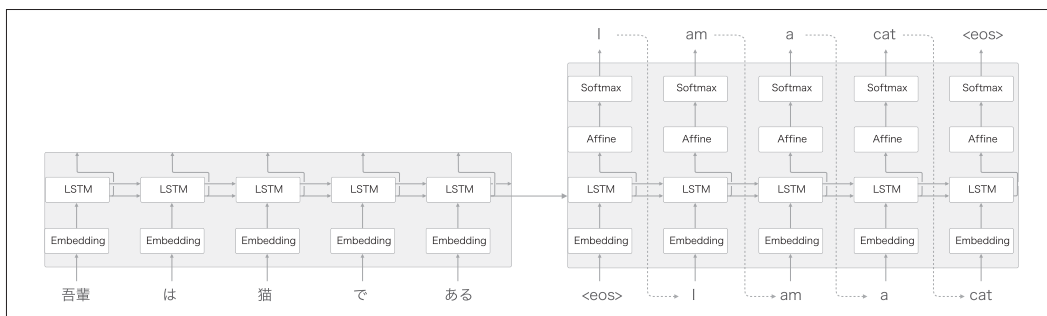 I am a cat <eos>
Softmax Softmax Softmax Softmax Softmax
Affine Affine Affine Affine Affine
LSTM LSTM LSTM LSTM LSTM LSTM LSTM LSTM LSTM LSTM
Embedding Embedding Embedding Embedding Embedding Embedding Embedding Embedding Embedding Embedding
吾輩 は 猫 で ある <eos> I am a cat